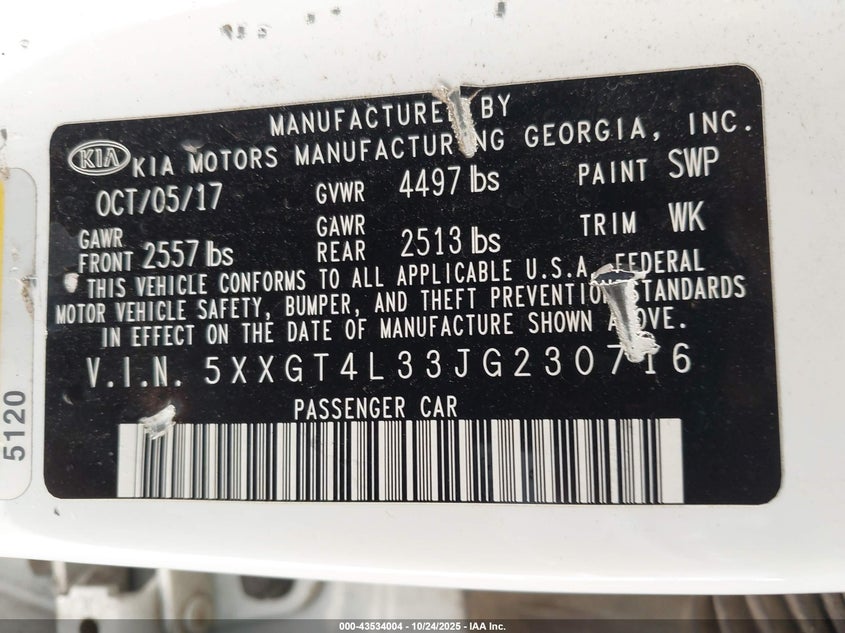 MANUFACTURED BY
KIA KIA MOTORS MANUFACTURING GEORGIA, INC.
OCT/05/17 GVWR 4497 lbs PAINT SWP
GAWR FRONT 2557 lbs GAWR REAR 2513 lbs TRIM WK
THIS VEHICLE CONFORMS TO ALL APPLICABLE U.S.A. FEDERAL
MOTOR VEHICLE SAFETY, BUMPER, AND THEFT PREVENTION STANDARDS
IN EFFECT ON THE DATE OF MANUFACTURE SHOWN ABOVE.
V.I.N. 5XXGT4L33JG230716
PASSENGER CAR
5120
000-43534004 - 10/24/2025 - IAA Inc.